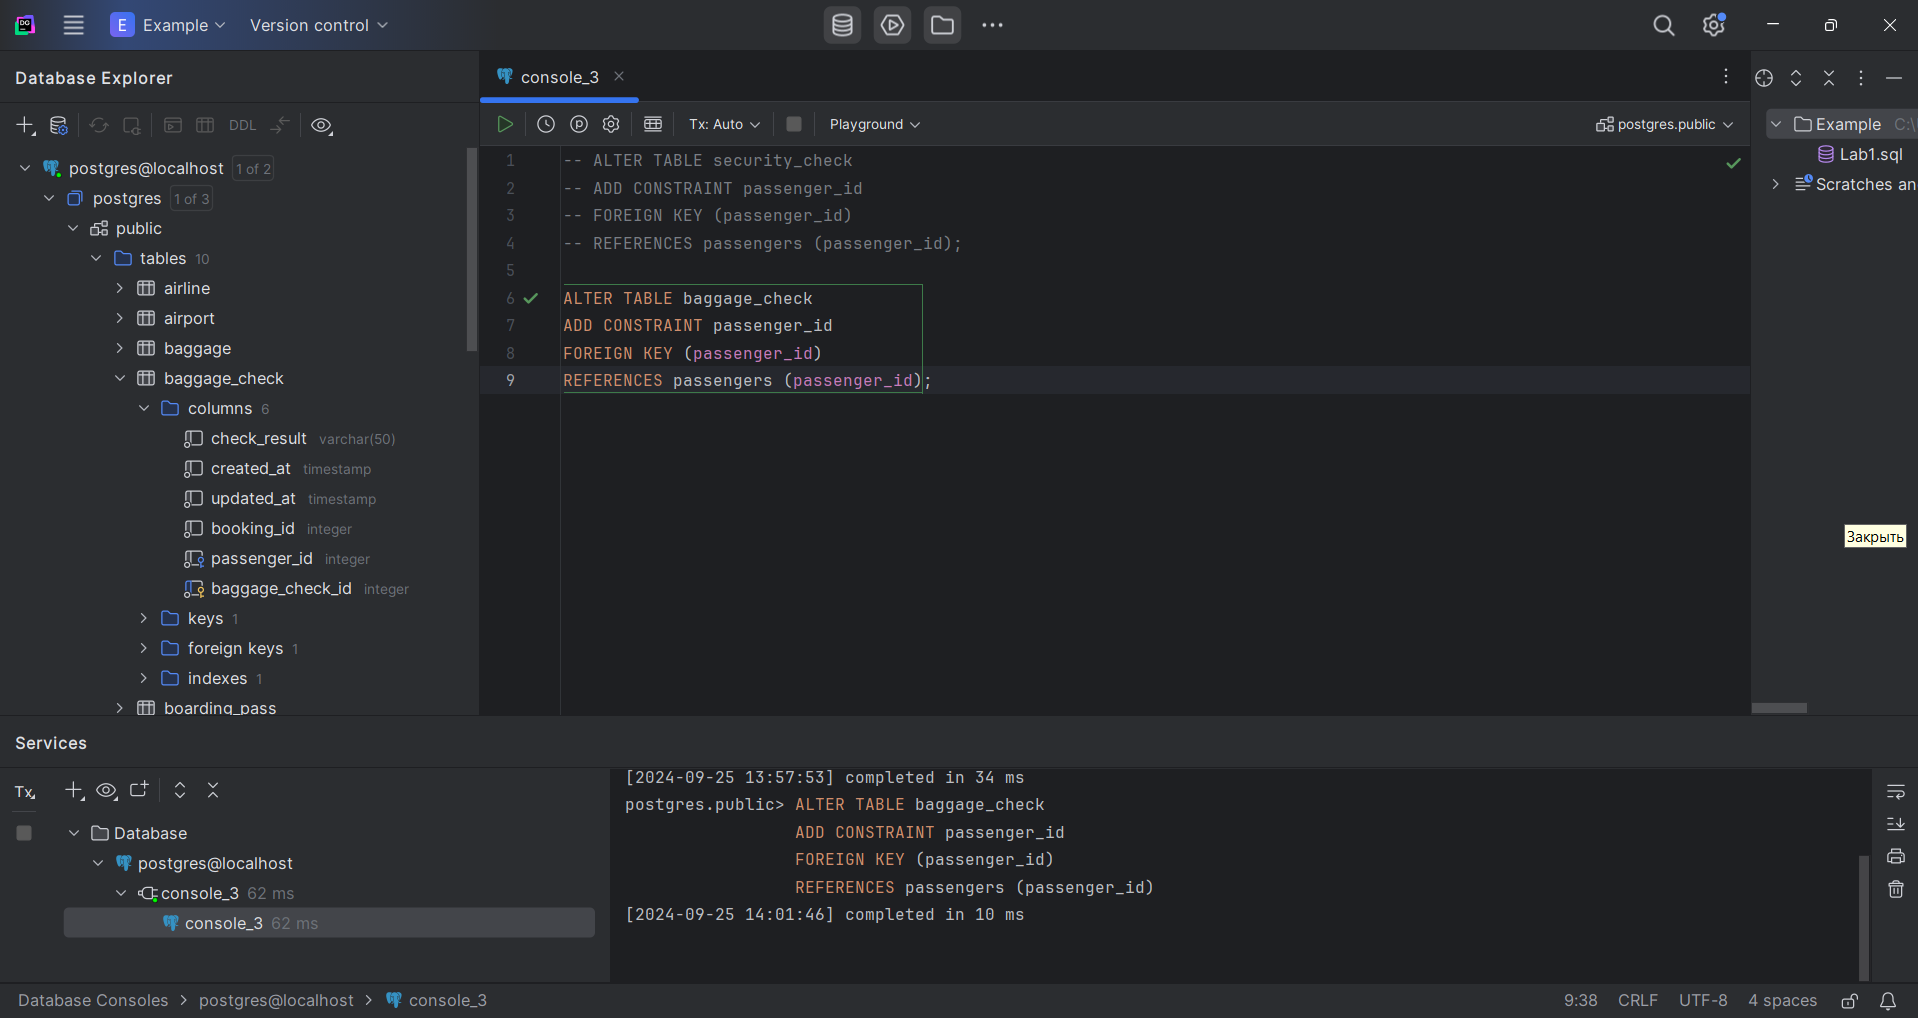 E Example Version control
Database Explorer
console_3
DDL
Tx: Auto
Playground
postgres.public
postgres@localhost 1 of 2
postgres 1 of 3
public
tables 10
airline
airport
baggage
baggage_check
columns 6
check_result varchar(50)
created_at timestamp
updated_at timestamp
booking_id integer
passenger_id integer
baggage_check_id integer
keys 1
foreign keys 1
indexes 1
boarding_pass
1 -- ALTER TABLE security_check
2 -- ADD CONSTRAINT passenger_id
3 -- FOREIGN KEY (passenger_id)
4 -- REFERENCES passengers (passenger_id);
5
6 ALTER TABLE baggage_check
7 ADD CONSTRAINT passenger_id
8 FOREIGN KEY (passenger_id)
9 REFERENCES passengers (passenger_id);
Example C:\
Lab1.sql
Scratches an
Закрыть
Services
Tx
Database
postgres@localhost
console_3 62 ms
console_3 62 ms
[2024-09-25 13:57:53] completed in 34 ms
postgres.public> ALTER TABLE baggage_check
ADD CONSTRAINT passenger_id
FOREIGN KEY (passenger_id)
REFERENCES passengers (passenger_id)
[2024-09-25 14:01:46] completed in 10 ms
Database Consoles > postgres@localhost > console_3
9:38 CRLF UTF-8 4 spaces